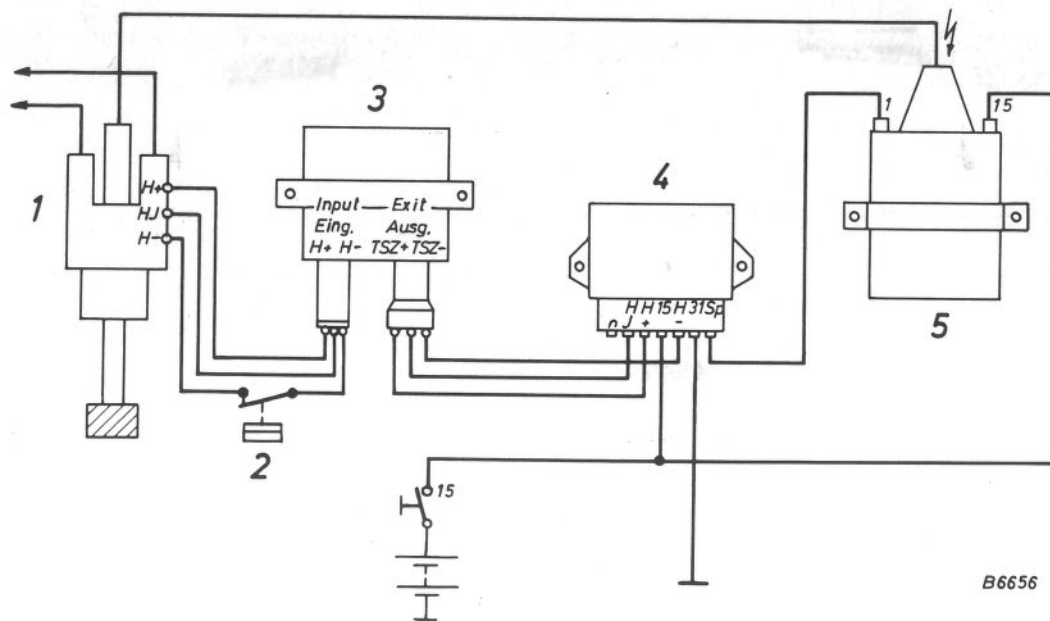 1 15
3
4
H+
HJ
H-
1
Input Exit
Eing. Ausg.
H+ H- TSZ+ TSZ-
H H 15 H 31 Sp
n J + -
5
2
15
B6656